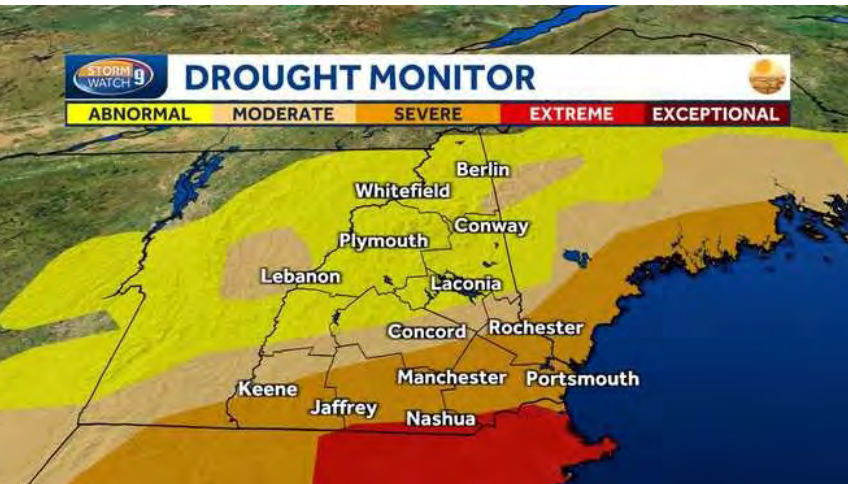 STORM
WATCH 9
DROUGHT MONITOR
ABNORMAL MODERATE SEVERE EXTREME EXCEPTIONAL
Berlin
Whitefield
Conway
Plymouth
Lebanon
Laconia
Concord
Rochester
Keene
Manchester
Portsmouth
Jaffrey
Nashua